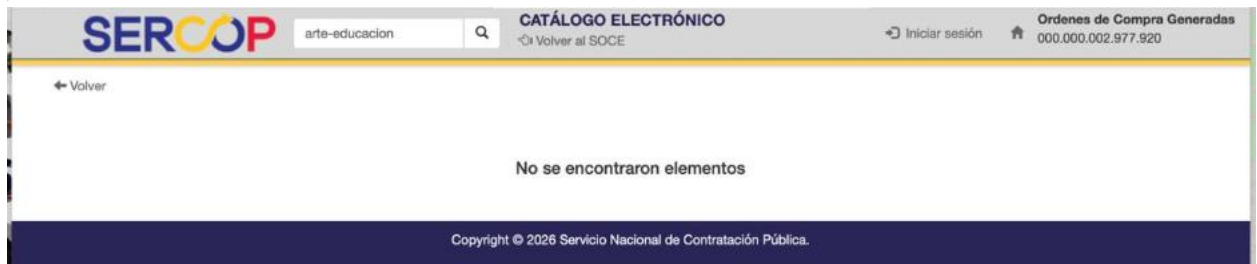 SERCOP
arte-educacion
CATÁLOGO ELECTRÓNICO
Volver al SOCE
Iniciar sesión
Ordenes de Compra Generadas
000.000.002.977.920
Volver
No se encontraron elementos
Copyright © 2026 Servicio Nacional de Contratación Pública.